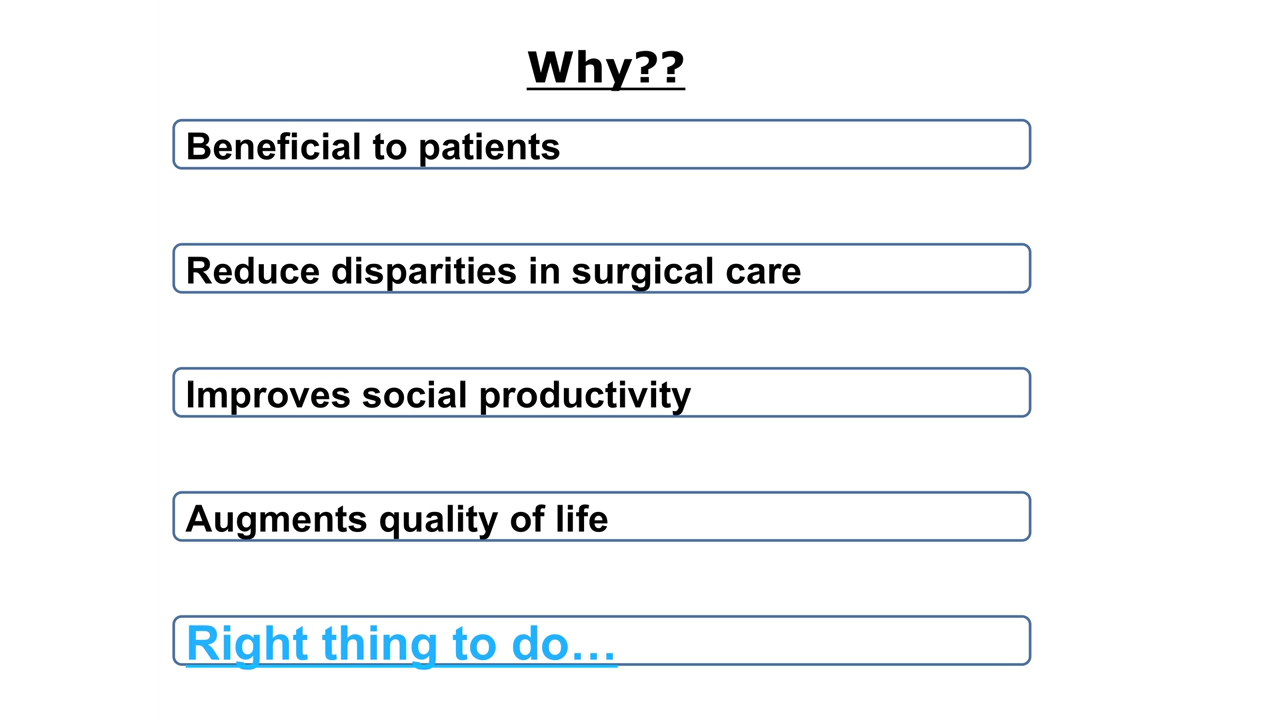 Why??
Beneficial to patients
Reduce disparities in surgical care
Improves social productivity
Augments quality of life
Right thing to do…